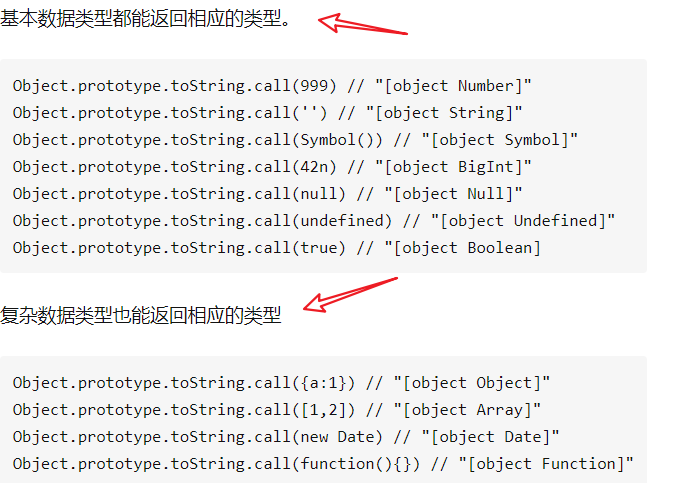 基本数据类型都能返回相应的类型。
Object.prototype.toString.call(999) // "[object Number]"
Object.prototype.toString.call('') // "[object String]"
Object.prototype.toString.call(Symbol()) // "[object Symbol]"
Object.prototype.toString.call(42n) // "[object BigInt]"
Object.prototype.toString.call(null) // "[object Null]"
Object.prototype.toString.call(undefined) // "[object Undefined]"
Object.prototype.toString.call(true) // "[object Boolean]
复杂数据类型也能返回相应的类型
Object.prototype.toString.call({a:1}) // "[object Object]"
Object.prototype.toString.call([1,2]) // "[object Array]"
Object.prototype.toString.call(new Date) // "[object Date]"
Object.prototype.toString.call(function(){}) // "[object Function]"